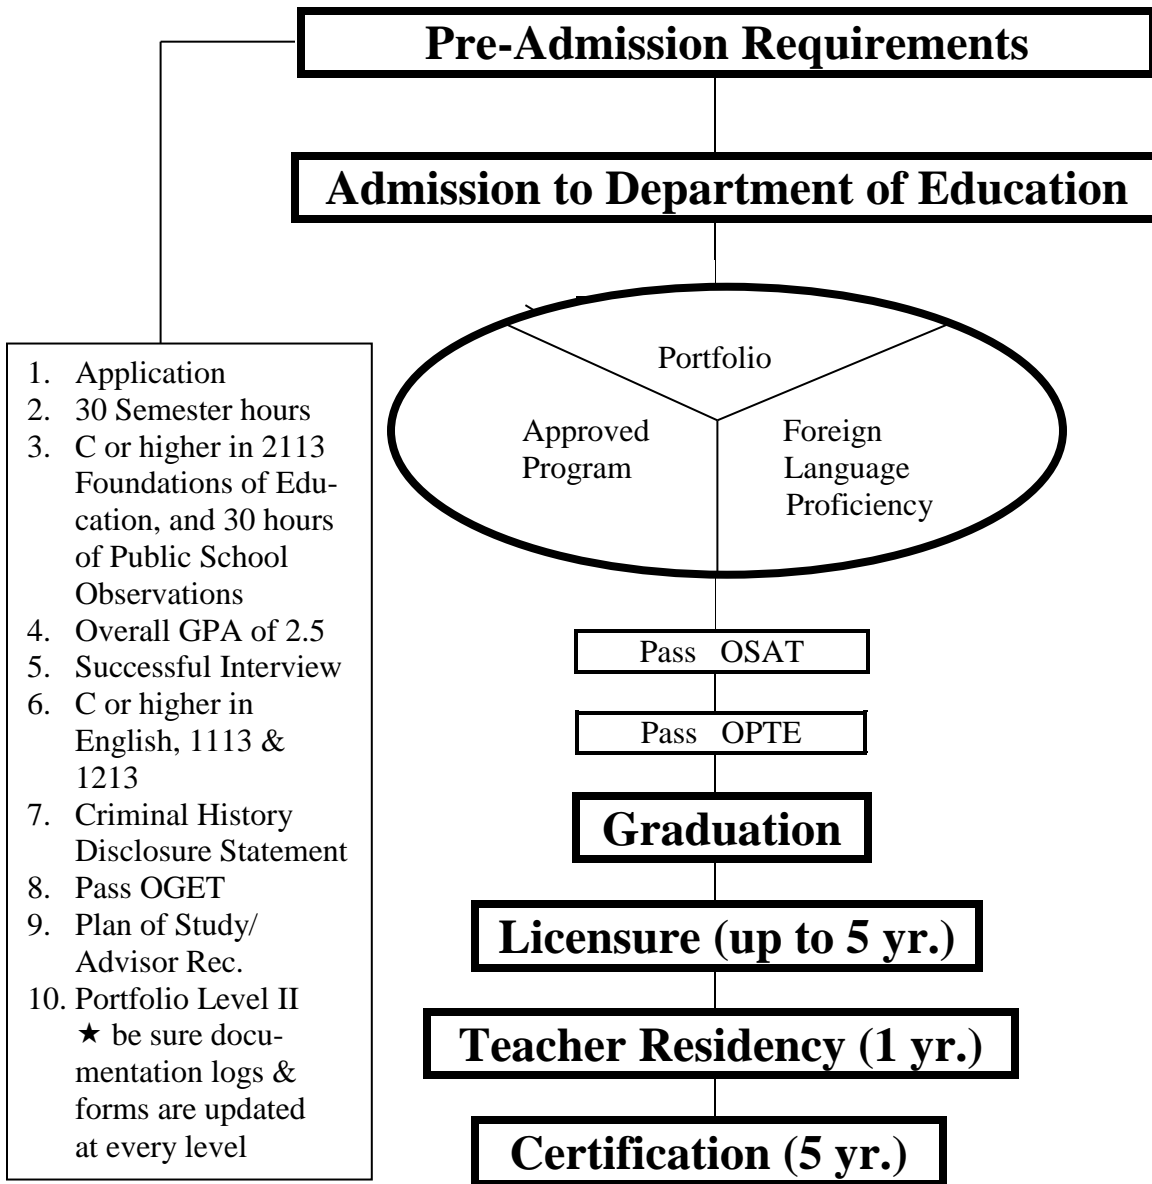 Pre-Admission Requirements
Admission to Department of Education
Portfolio
Approved
Program
Foreign
Language
Proficiency
1. Application
2. 30 Semester hours
3. C or higher in 2113
Foundations of Edu-
cation, and 30 hours
of Public School
Observations
4. Overall GPA of 2.5
5. Successful Interview
6. C or higher in
English, 1113 &
1213
7. Criminal History
Disclosure Statement
8. Pass OGET
9. Plan of Study/
Advisor Rec.
10. Portfolio Level II
★ be sure docu-
mentation logs &
forms are updated
at every level
Pass OSAT
Pass OPTE
Graduation
Licensure (up to 5 yr.)
Teacher Residency (1 yr.)
Certification (5 yr.)